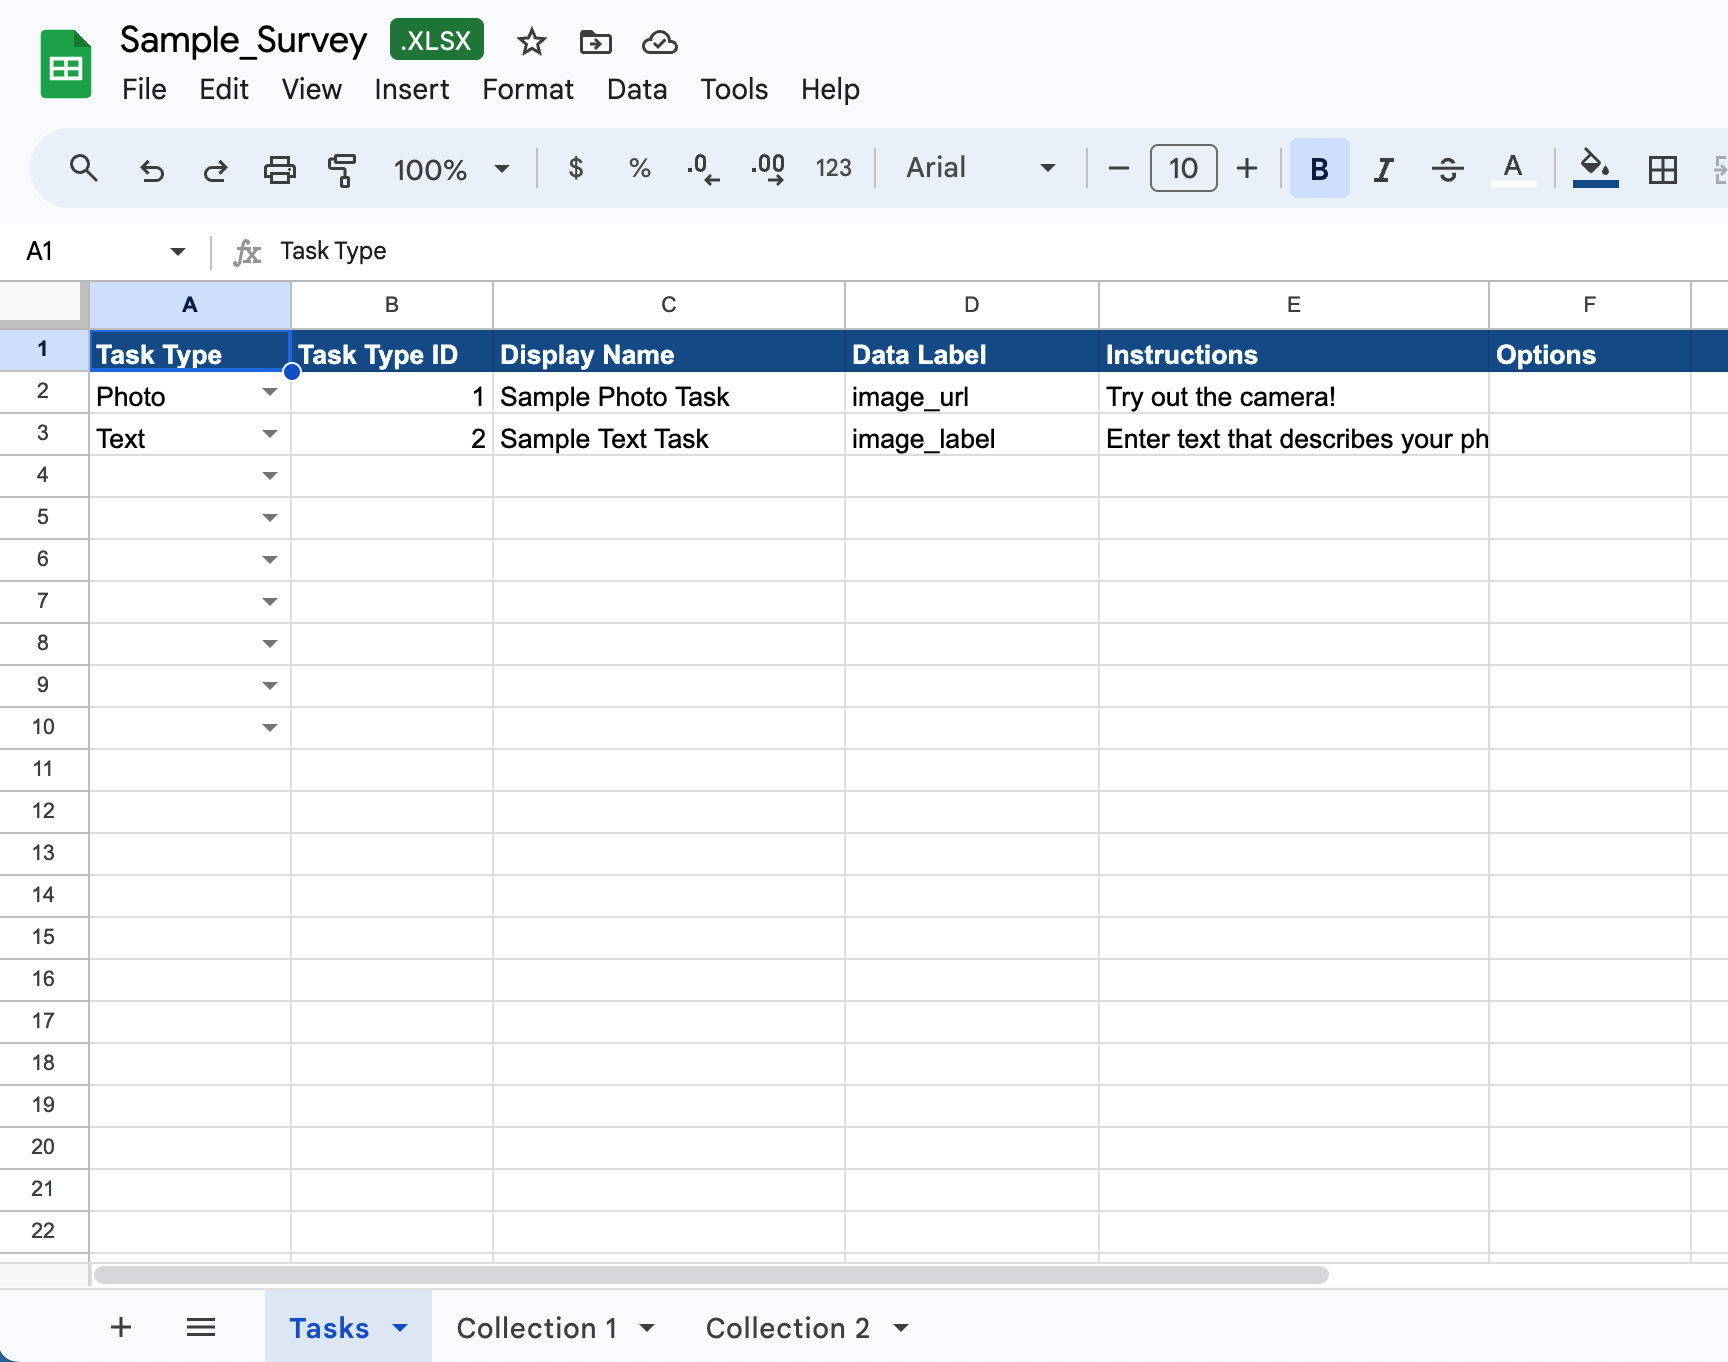 Sample_Survey .XLSX
File Edit View Insert Format Data Tools Help
100% $ % .0 .00 123 Arial 10 B I S A
A1 fx Task Type
A B C D E F
1 Task Type Task Type ID Display Name Data Label Instructions Options
2 Photo 1 Sample Photo Task image_url Try out the camera!
3 Text 2 Sample Text Task image_label Enter text that describes your ph
4
5
6
7
8
9
10
11
12
13
14
15
16
17
18
19
20
21
22
Tasks Collection 1 Collection 2